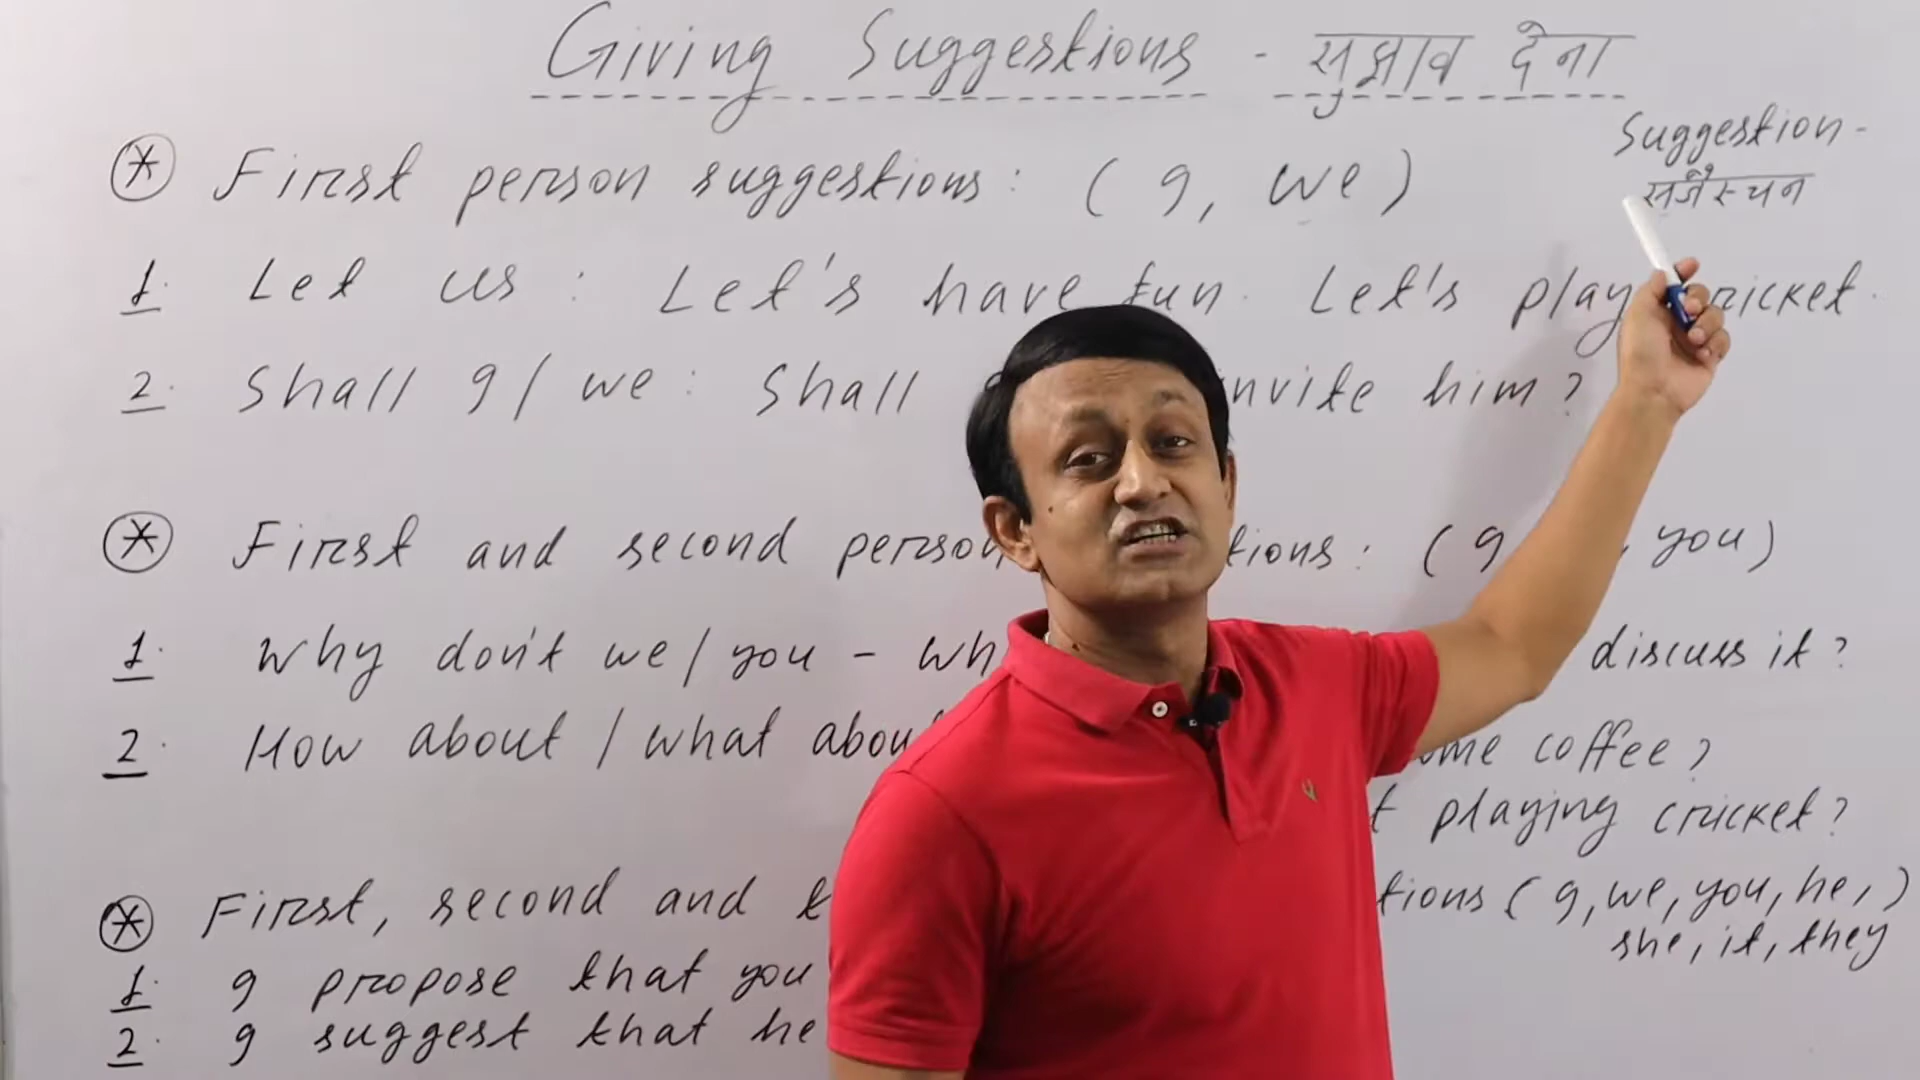 Giving Suggestions - सुझाव देना
Suggestion -
सर्जैस्चन
* First person suggestions: ( I, we )
1. Let us : Let's have fun. Let's play cricket.
2. Shall I / we : Shall invite him?
* First and second person tions: ( I , you )
1. Why don't we / you - wh discuss it?
2. How about / what abou ome coffee?
t playing cricket?
* First, second and t tions ( I, we, you, he, )
she, it, they
1. I propose that you
2. I suggest that he